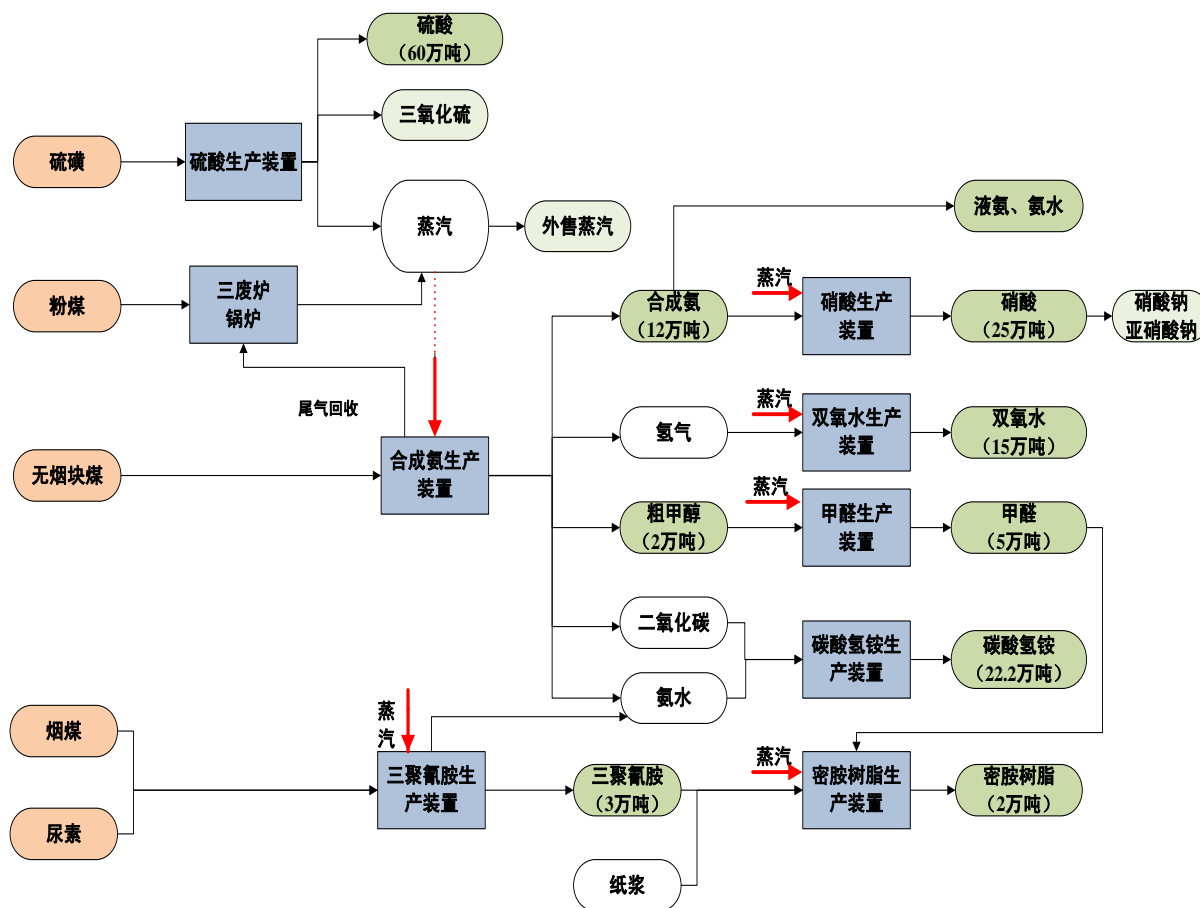 硫酸
（60万吨）
三氧化硫
硫磺
硫酸生产装置
蒸汽
外售蒸汽
液氨、氨水
粉煤
三废炉
锅炉
合成氨
（12万吨）
蒸汽
硝酸生产
装置
硝酸
（25万吨）
硝酸钠
亚硝酸钠
尾气回收
氢气
蒸汽
双氧水生产
装置
双氧水
（15万吨）
无烟块煤
合成氨生产
装置
粗甲醇
（2万吨）
蒸汽
甲醛生产
装置
甲醛
（5万吨）
二氧化碳
碳酸氢铵生
产装置
碳酸氢铵
（22.2万吨）
氨水
烟煤
尿素
蒸
汽
三聚氰胺生
产装置
三聚氰胺
（3万吨）
蒸汽
密胺树脂生
产装置
密胺树脂
（2万吨）
纸浆